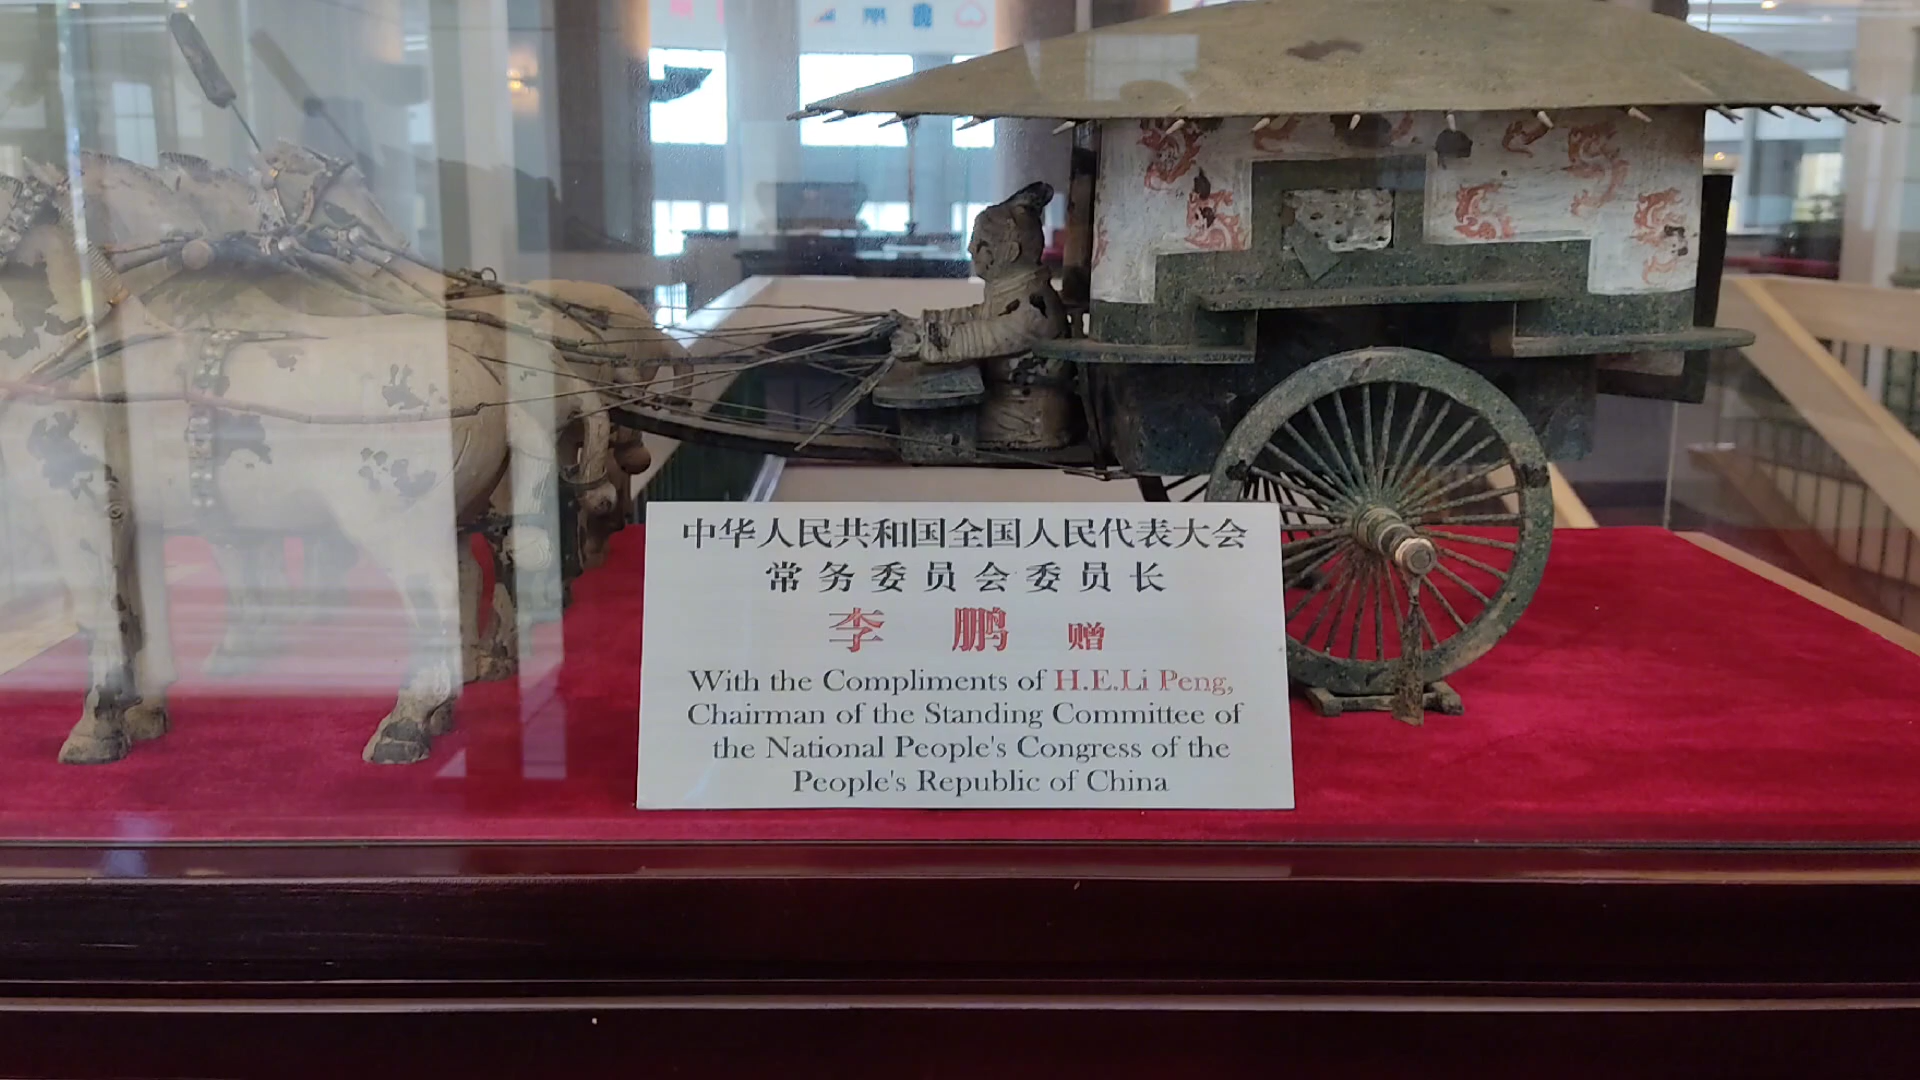 中华人民共和国全国人民代表大会
常务委员会委员长
李 鹏 赠
With the Compliments of H.E.Li Peng,
Chairman of the Standing Committee of
the National People's Congress of the
People's Republic of China